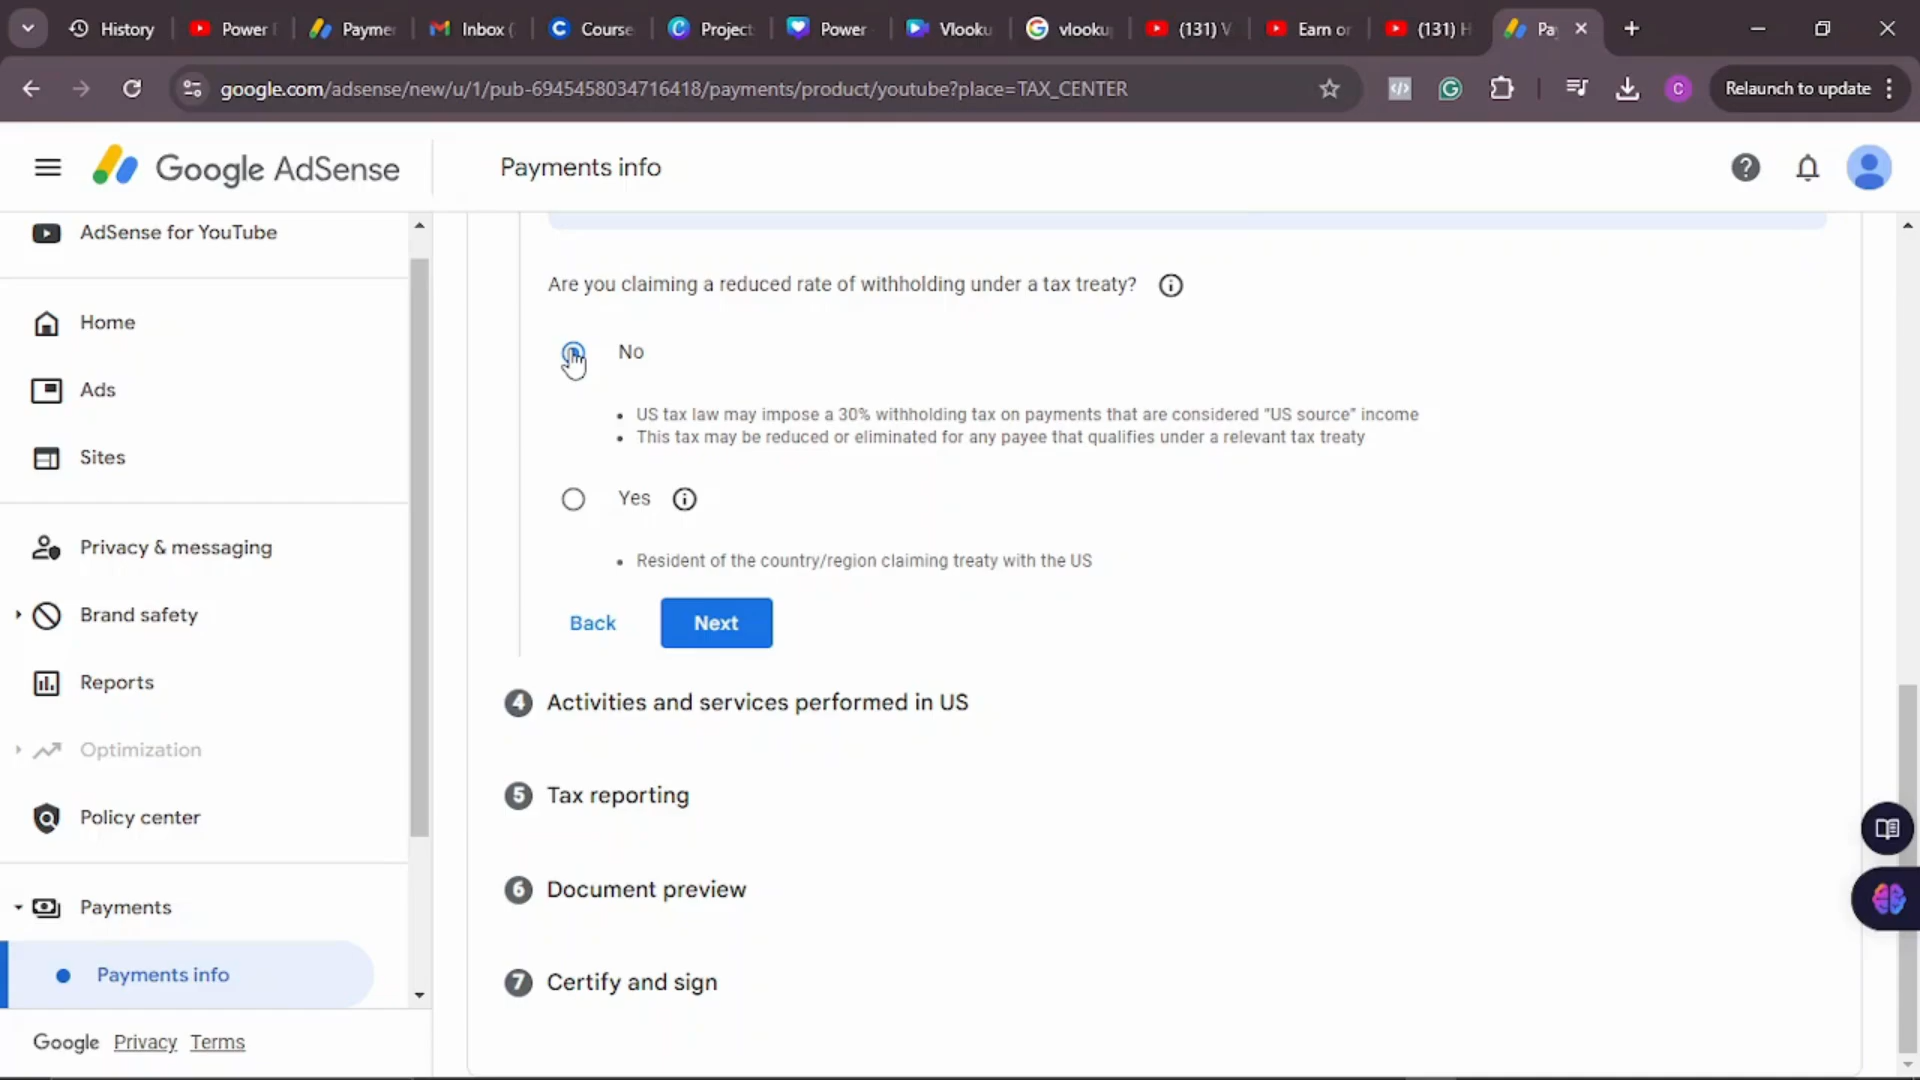 History
Power
Paymer
Inbox (
Course
Project
Power
Vlooku
vlooku
(131) V
Earn or
(131) H
Pa
google.com/adsense/new/u/1/pub-6945458034716418/payments/product/youtube?place=TAX_CENTER
C
Relaunch to update
Google AdSense
Payments info
AdSense for YouTube
Home
Ads
Sites
Privacy & messaging
Brand safety
Reports
Optimization
Policy center
Payments
Payments info
Google Privacy Terms
Are you claiming a reduced rate of withholding under a tax treaty?
No
• US tax law may impose a 30% withholding tax on payments that are considered "US source" income
• This tax may be reduced or eliminated for any payee that qualifies under a relevant tax treaty
Yes
• Resident of the country/region claiming treaty with the US
Back
Next
4 Activities and services performed in US
5 Tax reporting
6 Document preview
7 Certify and sign